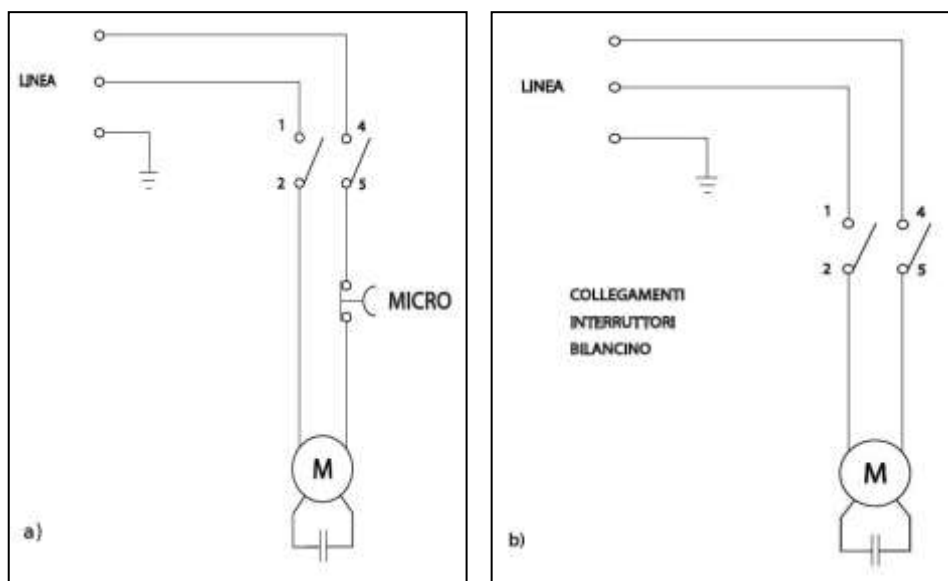 LINEA
1
4
2
5
MICRO
M
a)
LINEA
1
4
2
5
COLLEGAMENTI
INTERRUTTORI
BILANCINO
M
b)